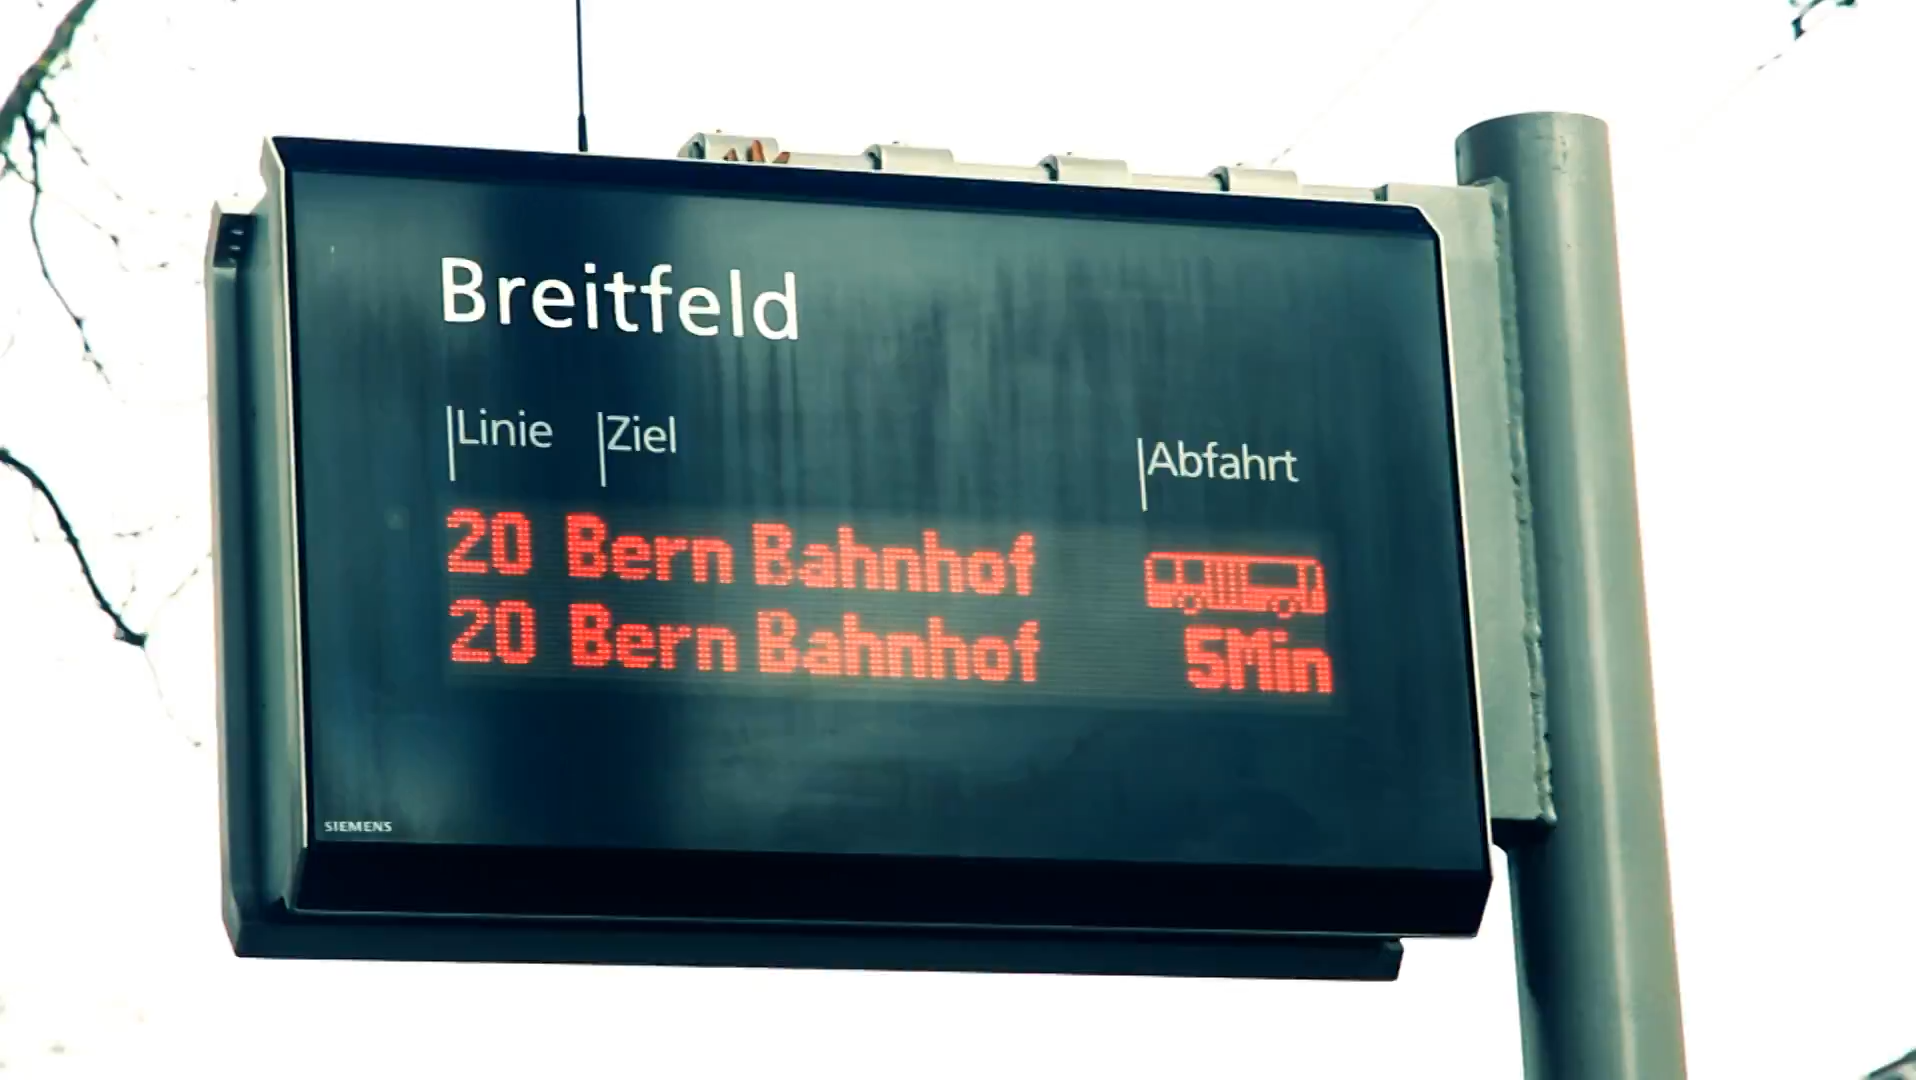 Breitfeld
Linie Ziel Abfahrt
20 Bern Bahnhof
20 Bern Bahnhof 5Min
SIEMENS